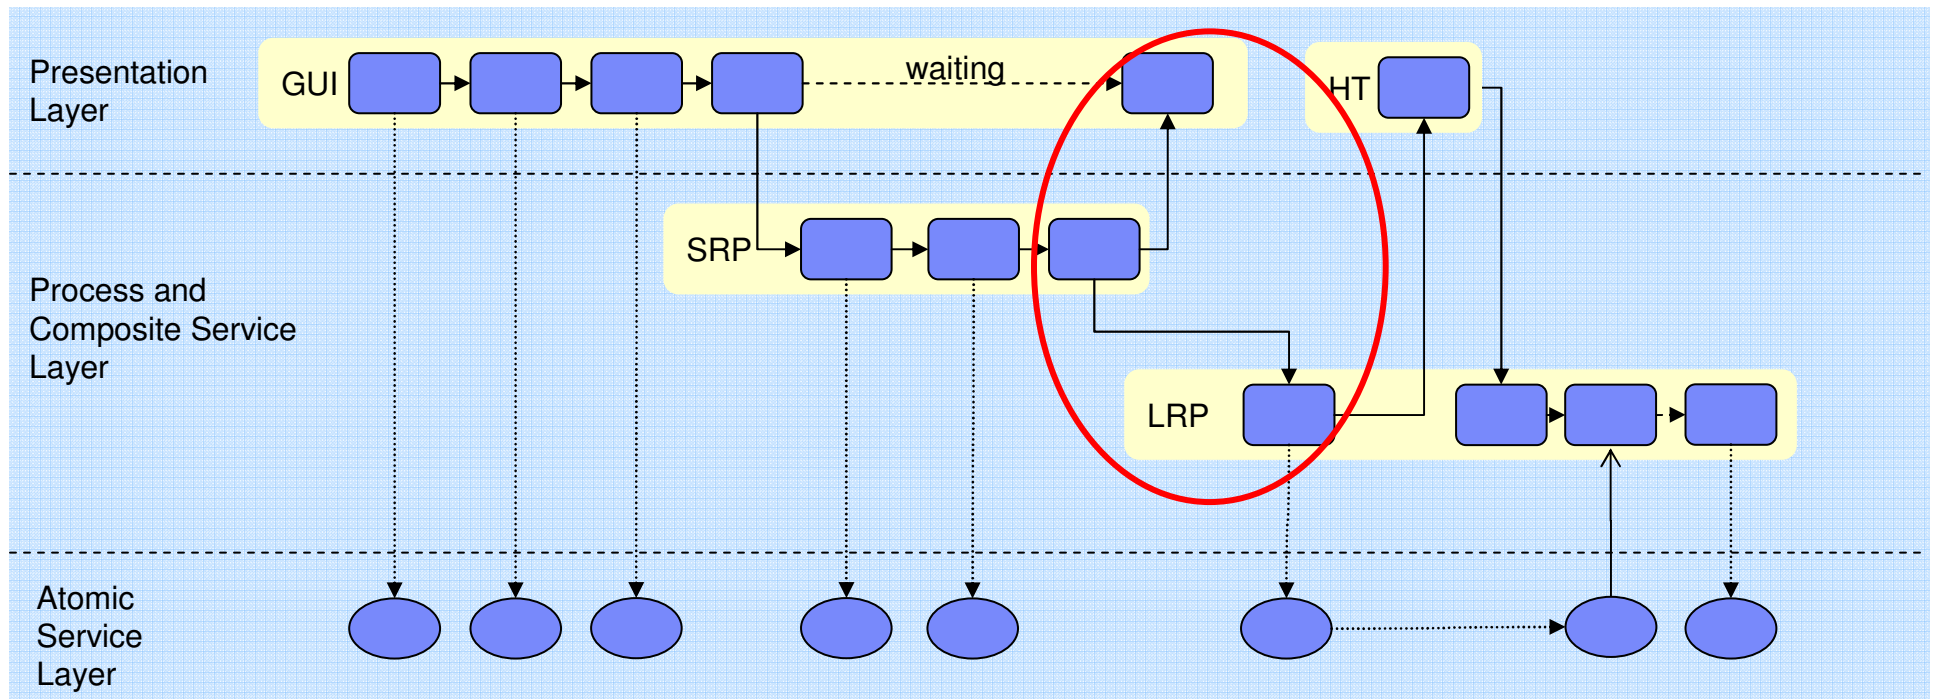 Presentation
Layer
GUI
waiting
HT
Process and
Composite Service
Layer
SRP
LRP
Atomic
Service
Layer